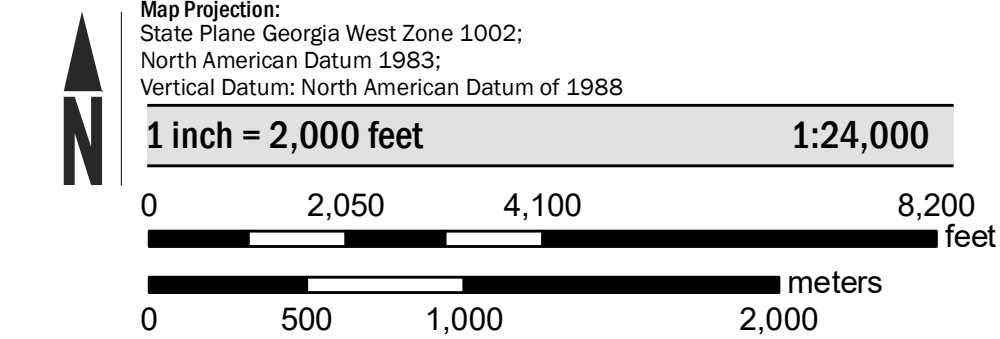 Map Projection:
State Plane Georgia West Zone 1002;
North American Datum 1983;
Vertical Datum: North American Datum of 1988
N
1 inch = 2,000 feet 1:24,000
0 2,050 4,100 8,200
feet
meters
0 500 1,000 2,000